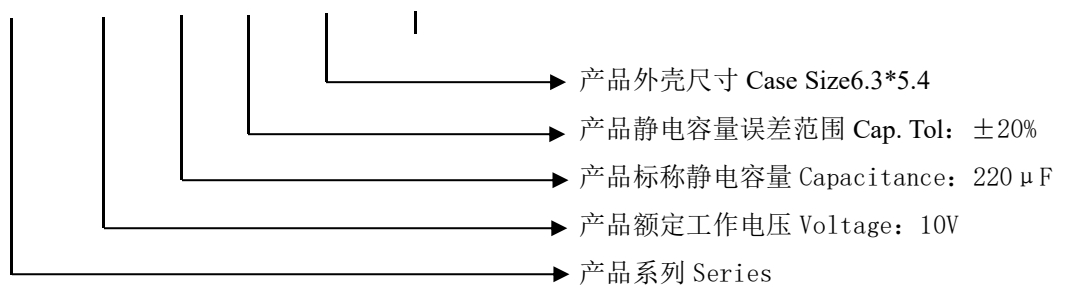 产品外壳尺寸 Case Size6.3*5.4
产品静电容量误差范围 Cap. Tol：±20%
产品标称静电容量 Capacitance：220μF
产品额定工作电压 Voltage：10V
产品系列 Series